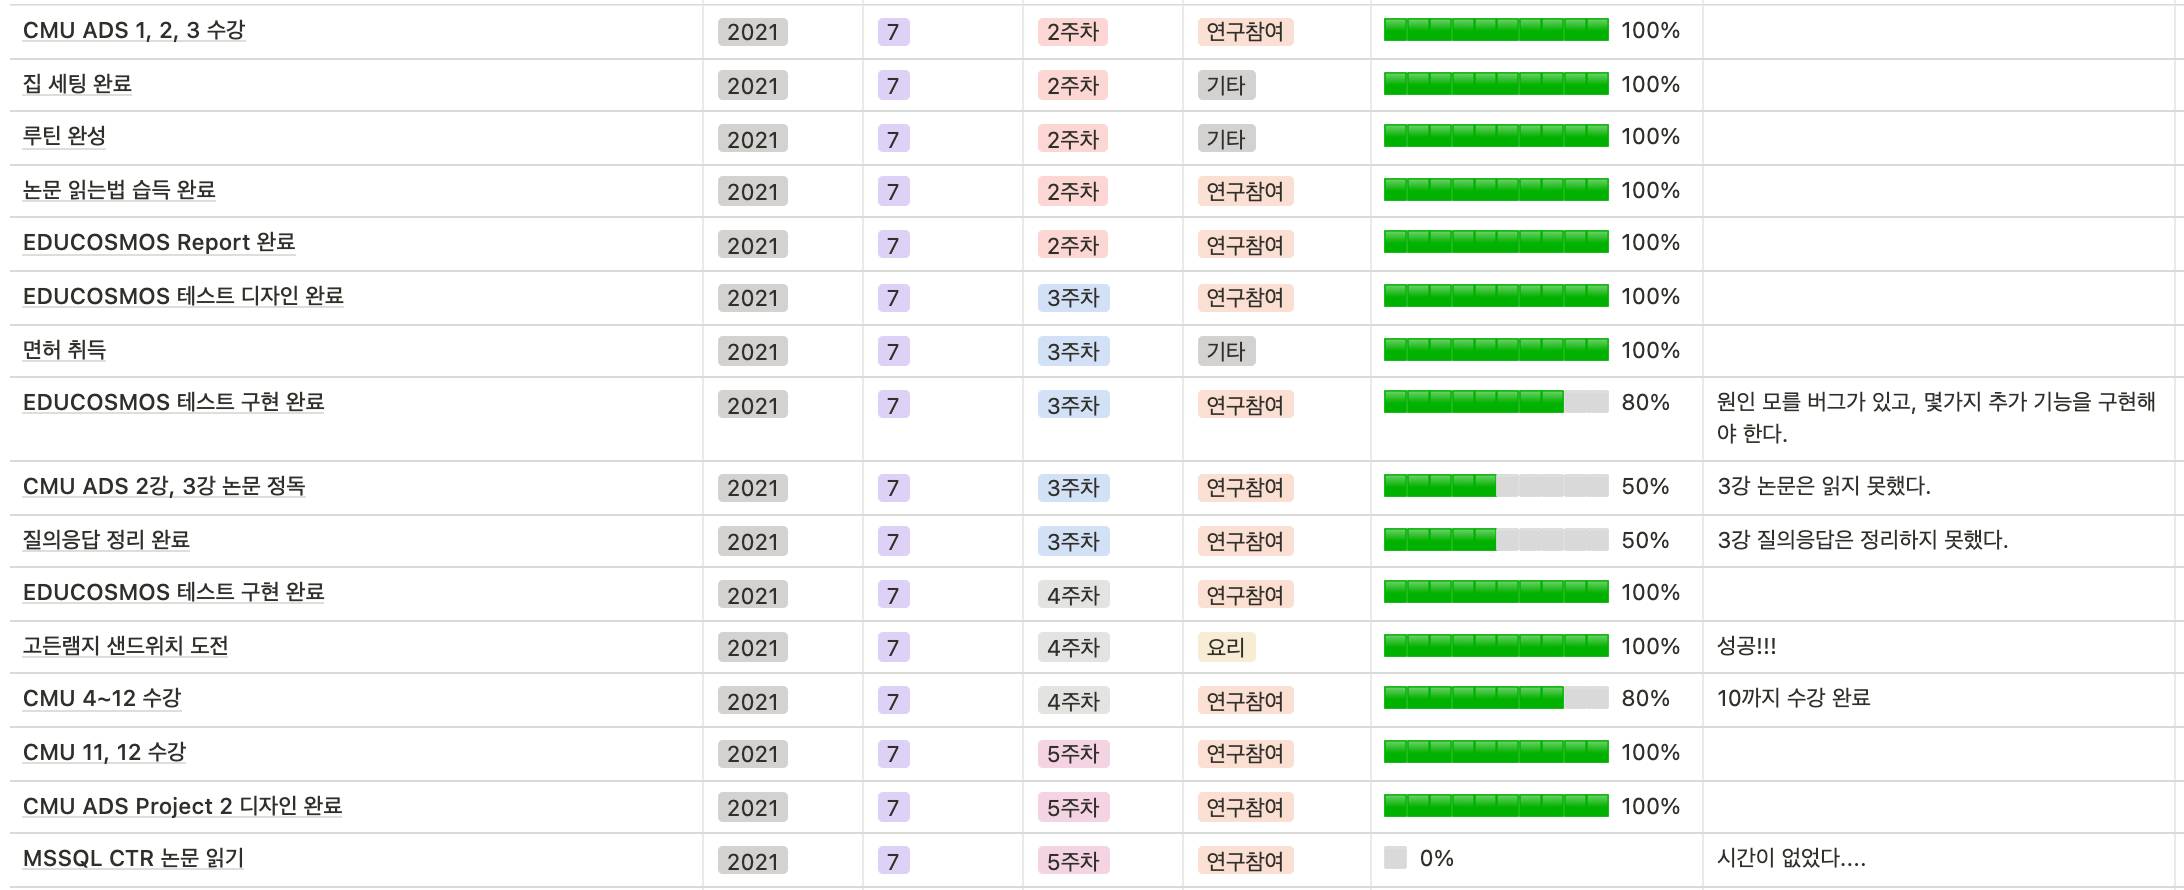 CMU ADS 1, 2, 3 수강 2021 7 2주차 연구참여 100%
집 세팅 완료 2021 7 2주차 기타 100%
루틴 완성 2021 7 2주차 기타 100%
논문 읽는법 습득 완료 2021 7 2주차 연구참여 100%
EDUCOSMOS Report 완료 2021 7 2주차 연구참여 100%
EDUCOSMOS 테스트 디자인 완료 2021 7 3주차 연구참여 100%
면허 취득 2021 7 3주차 기타 100%
EDUCOSMOS 테스트 구현 완료 2021 7 3주차 연구참여 80% 원인 모를 버그가 있고, 몇가지 추가 기능을 구현해
야 한다.
CMU ADS 2강, 3강 논문 정독 2021 7 3주차 연구참여 50% 3강 논문은 읽지 못했다.
질의응답 정리 완료 2021 7 3주차 연구참여 50% 3강 질의응답은 정리하지 못했다.
EDUCOSMOS 테스트 구현 완료 2021 7 4주차 연구참여 100%
고든램지 샌드위치 도전 2021 7 4주차 요리 100% 성공!!!
CMU 4~12 수강 2021 7 4주차 연구참여 80% 10까지 수강 완료
CMU 11, 12 수강 2021 7 5주차 연구참여 100%
CMU ADS Project 2 디자인 완료 2021 7 5주차 연구참여 100%
MSSQL CTR 논문 읽기 2021 7 5주차 연구참여 0% 시간이 없었다....